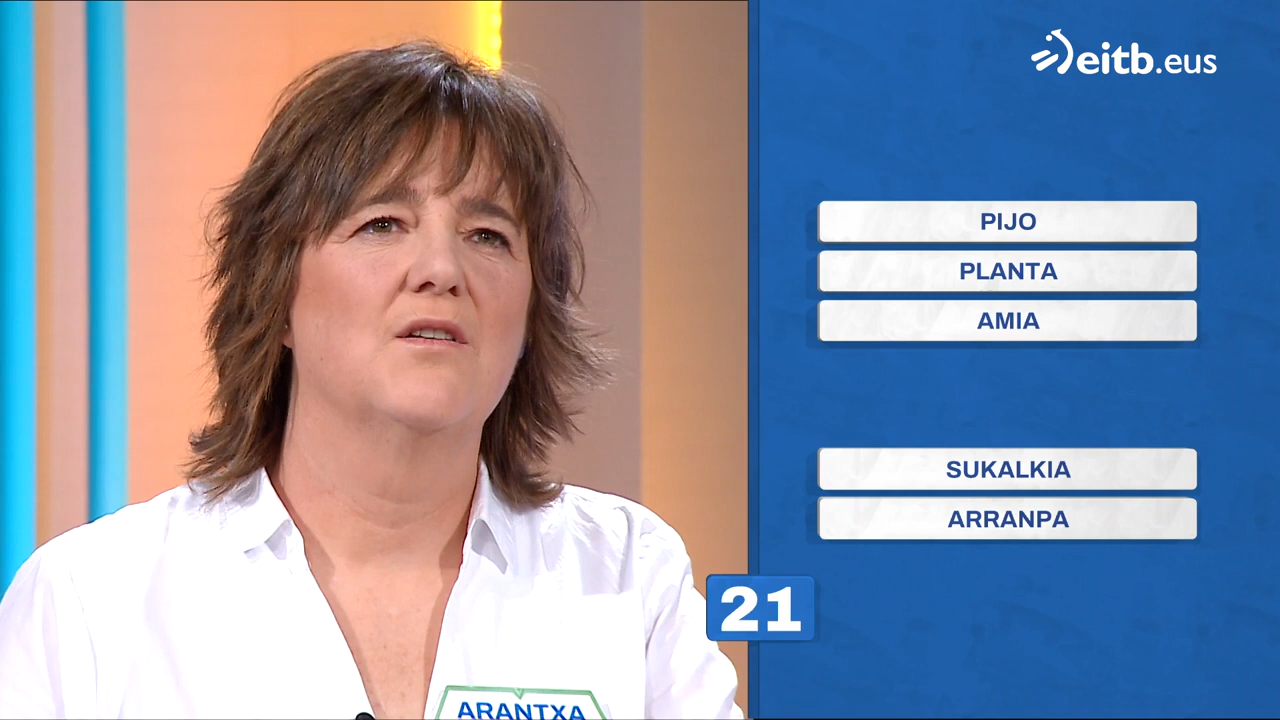 eitb.eus
PIJO
PLANTA
AMIA
SUKALKIA
ARRANPA
21
ARANTXA